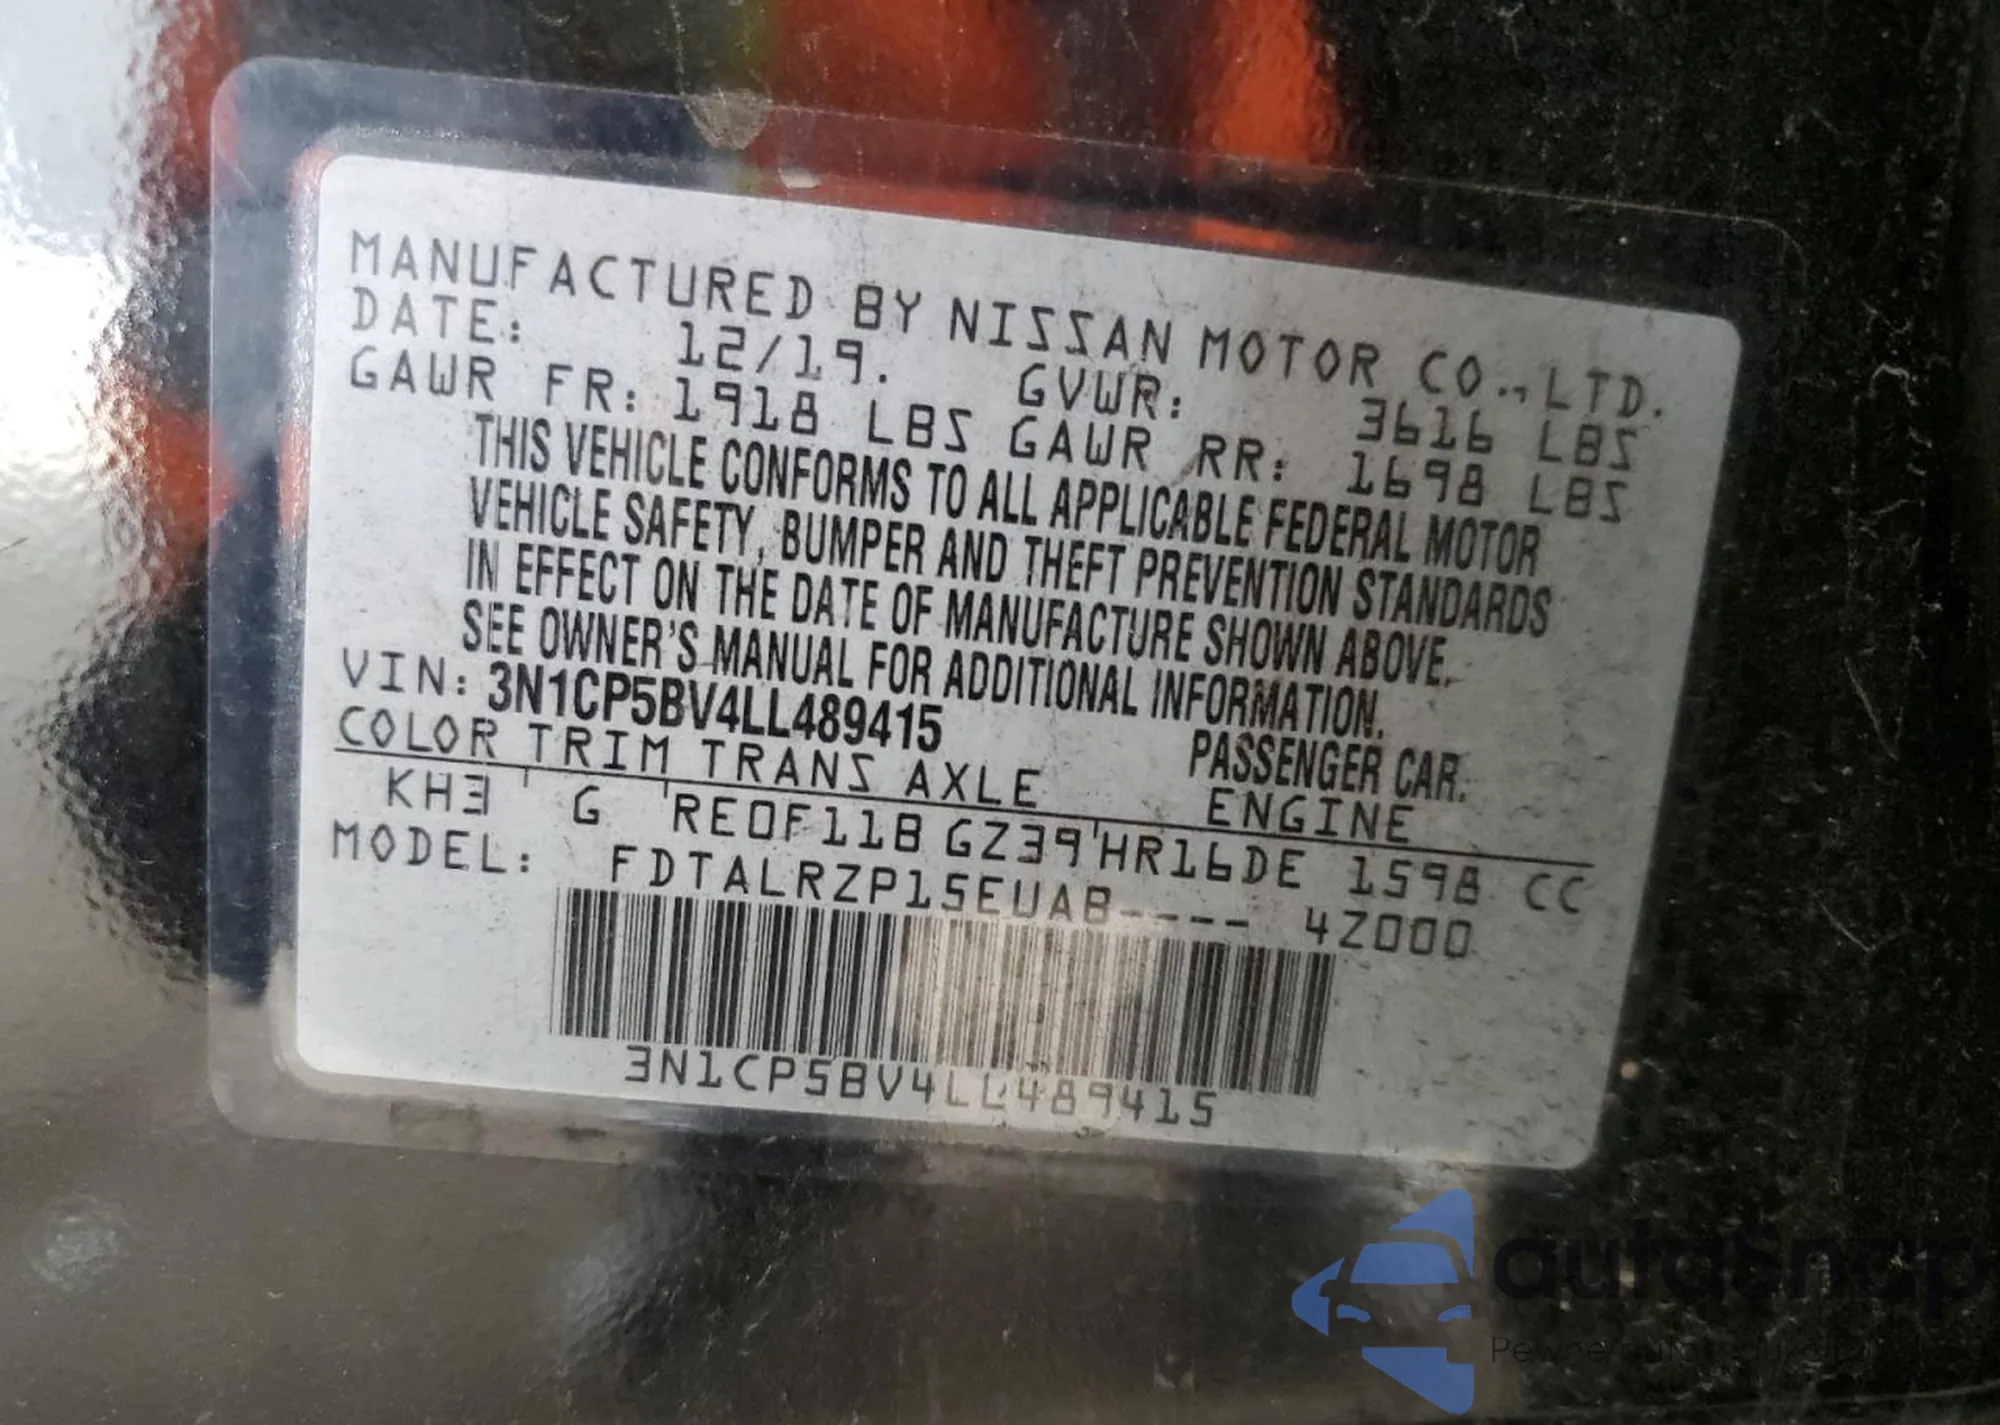 MANUFACTURED BY NISSAN MOTOR CO.,LTD.
DATE: 12/19. GVWR: 3616 LBS
GAWR FR: 1918 LBS GAWR RR: 1698 LBS
THIS VEHICLE CONFORMS TO ALL APPLICABLE FEDERAL MOTOR
VEHICLE SAFETY, BUMPER AND THEFT PREVENTION STANDARDS
IN EFFECT ON THE DATE OF MANUFACTURE SHOWN ABOVE.
SEE OWNER'S MANUAL FOR ADDITIONAL INFORMATION.
VIN: 3N1CP5BV4LL489415 PASSENGER CAR.
COLOR TRIM TRANS AXLE ENGINE
KH3 G RE0F11B GZ39 HR16DE 1598 CC
MODEL: FDTALRZP15EUAB---- 4Z000
3N1CP5BV4LL489415
autosnap